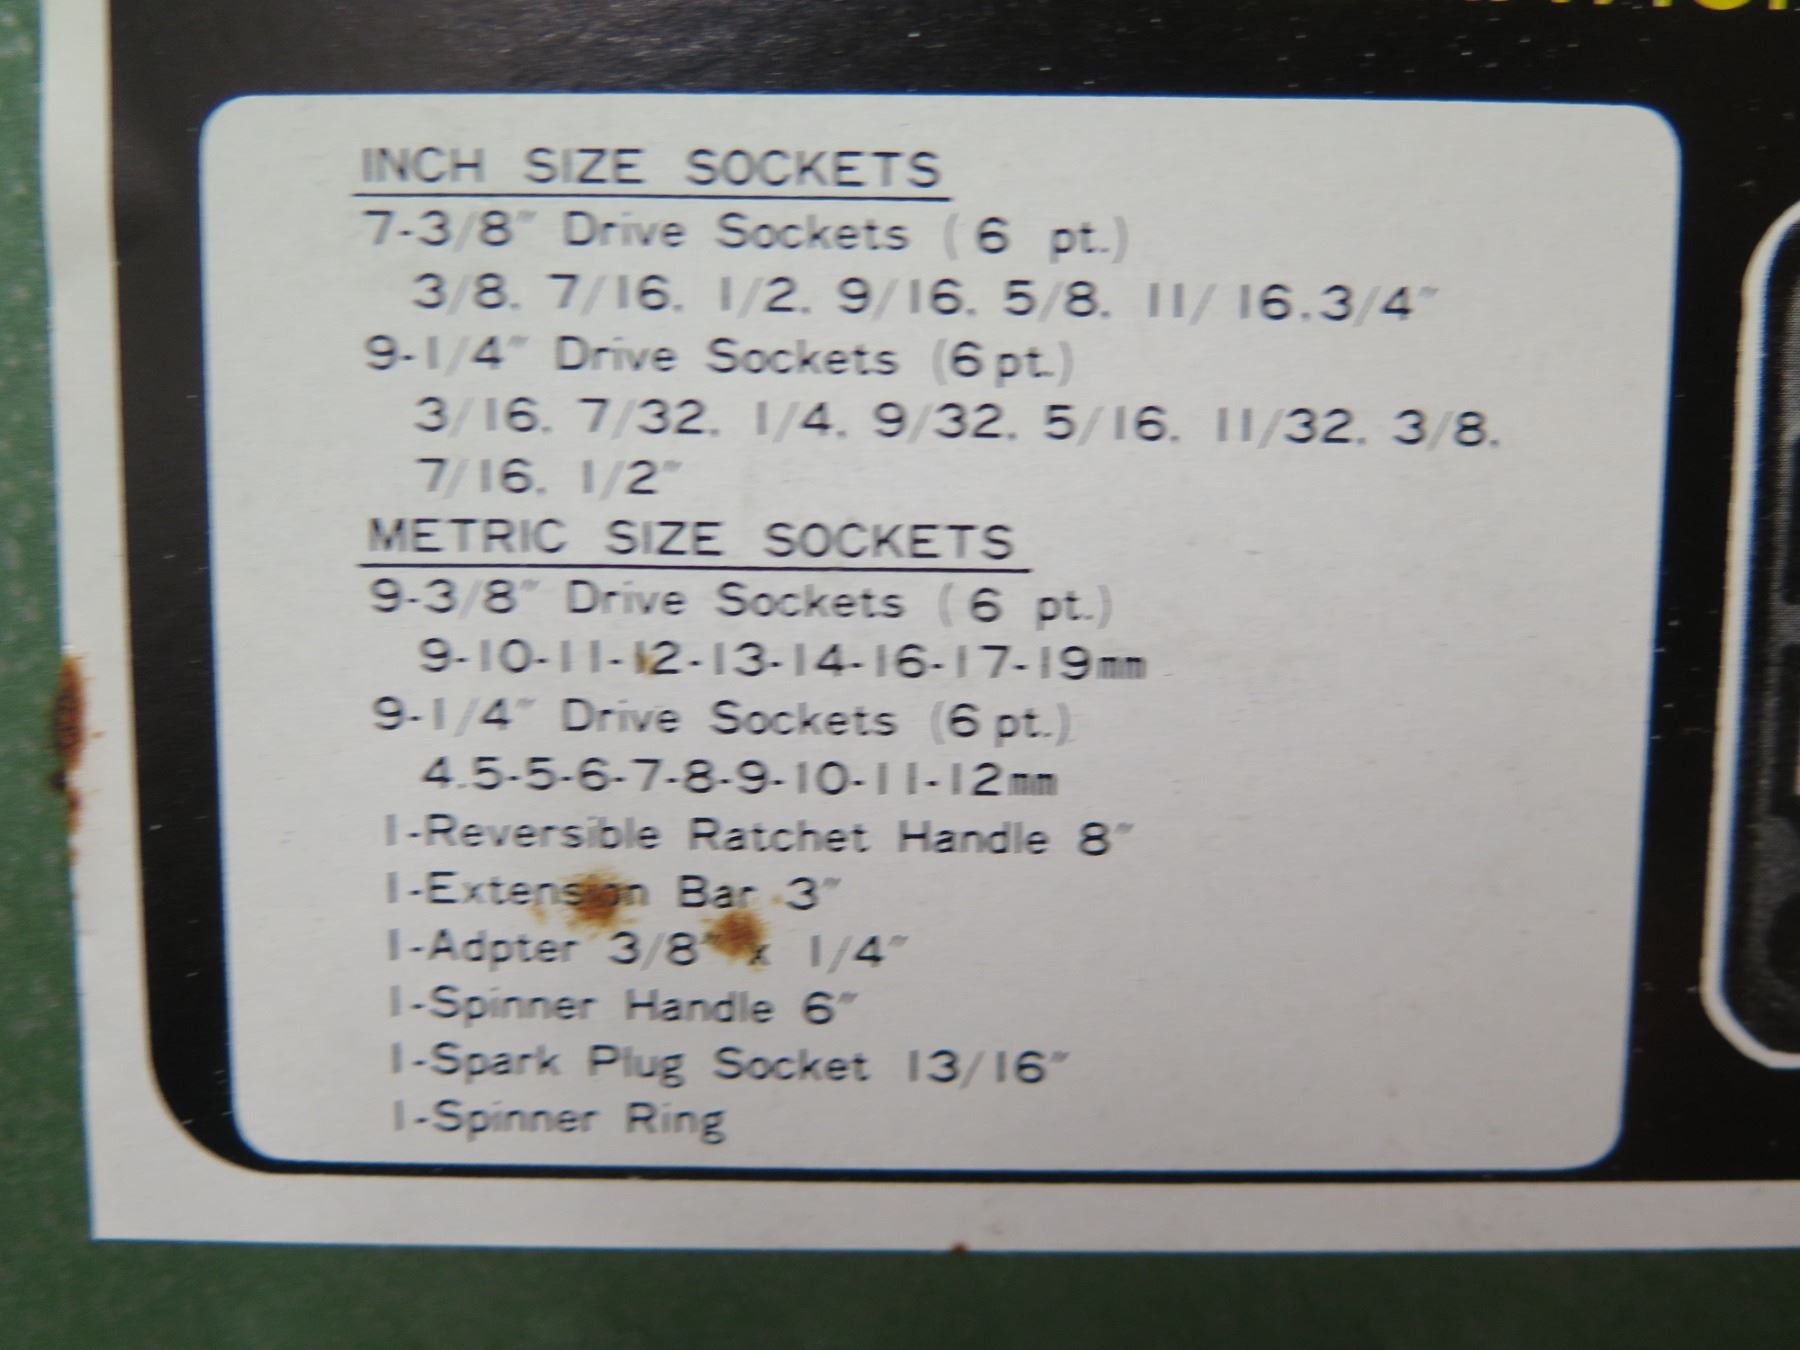 INCH SIZE SOCKETS
7-3/8" Drive Sockets (6 pt.)
3/8. 7/16. 1/2. 9/16. 5/8. 11/ 16.3/4"
9-1/4" Drive Sockets (6pt.)
3/16. 7/32. 1/4. 9/32. 5/16. 11/32. 3/8.
7/16. 1/2"
METRIC SIZE SOCKETS
9-3/8" Drive Sockets (6 pt.)
9-10-11-12-13-14-16-17-19mm
9-1/4" Drive Sockets (6pt.)
4.5-5-6-7-8-9-10-11-12mm
1-Reversible Ratchet Handle 8"
1-Extension Bar 3"
1-Adpter 3/8" x 1/4"
1-Spinner Handle 6"
1-Spark Plug Socket 13/16"
1-Spinner Ring